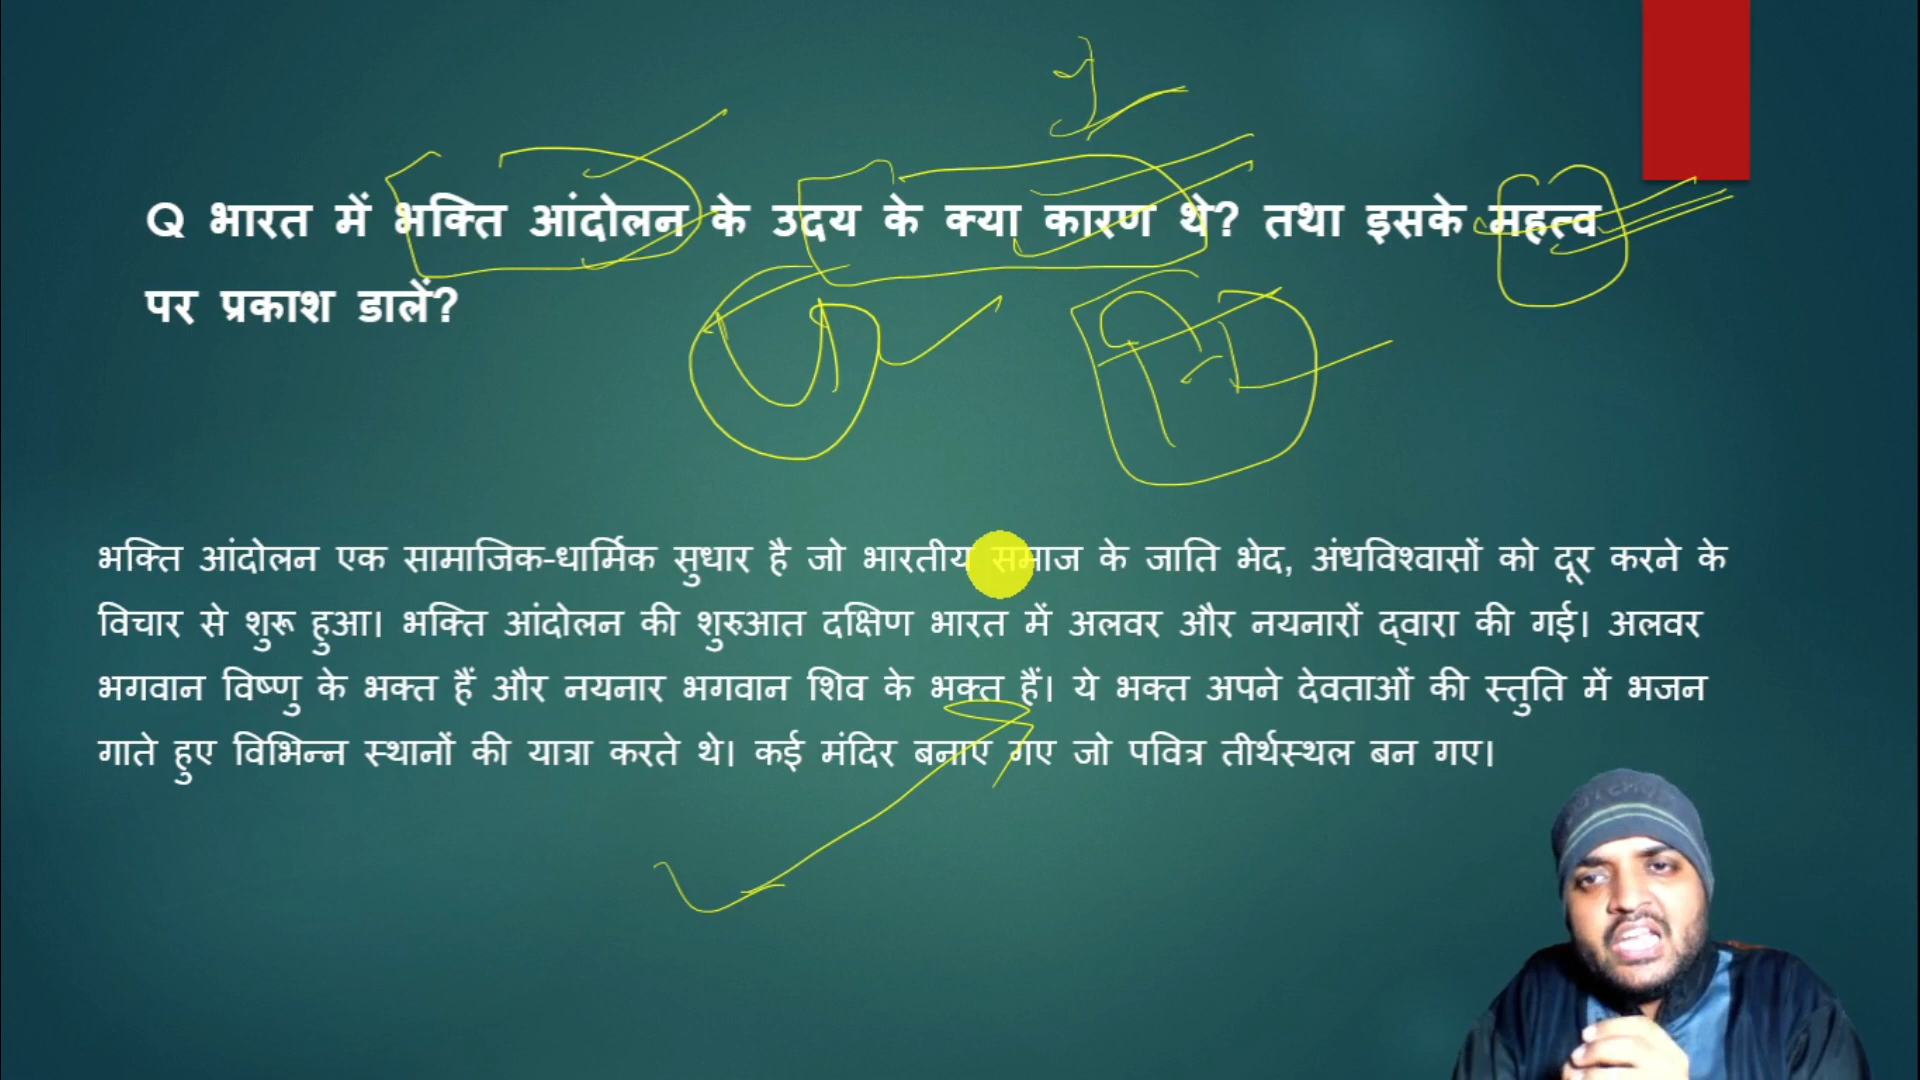 Q भारत में भक्ति आंदोलन के उदय के क्या कारण थे? तथा इसके महत्व
पर प्रकाश डालें?
भक्ति आंदोलन एक सामाजिक-धार्मिक सुधार है जो भारतीय समाज के जाति भेद, अंधविश्वासों को दूर करने के
विचार से शुरू हुआ। भक्ति आंदोलन की शुरुआत दक्षिण भारत में अलवर और नयनारों द्वारा की गई। अलवर
भगवान विष्णु के भक्त हैं और नयनार भगवान शिव के भक्त हैं। ये भक्त अपने देवताओं की स्तुति में भजन
गाते हुए विभिन्न स्थानों की यात्रा करते थे। कई मंदिर बनाए गए जो पवित्र तीर्थस्थल बन गए।